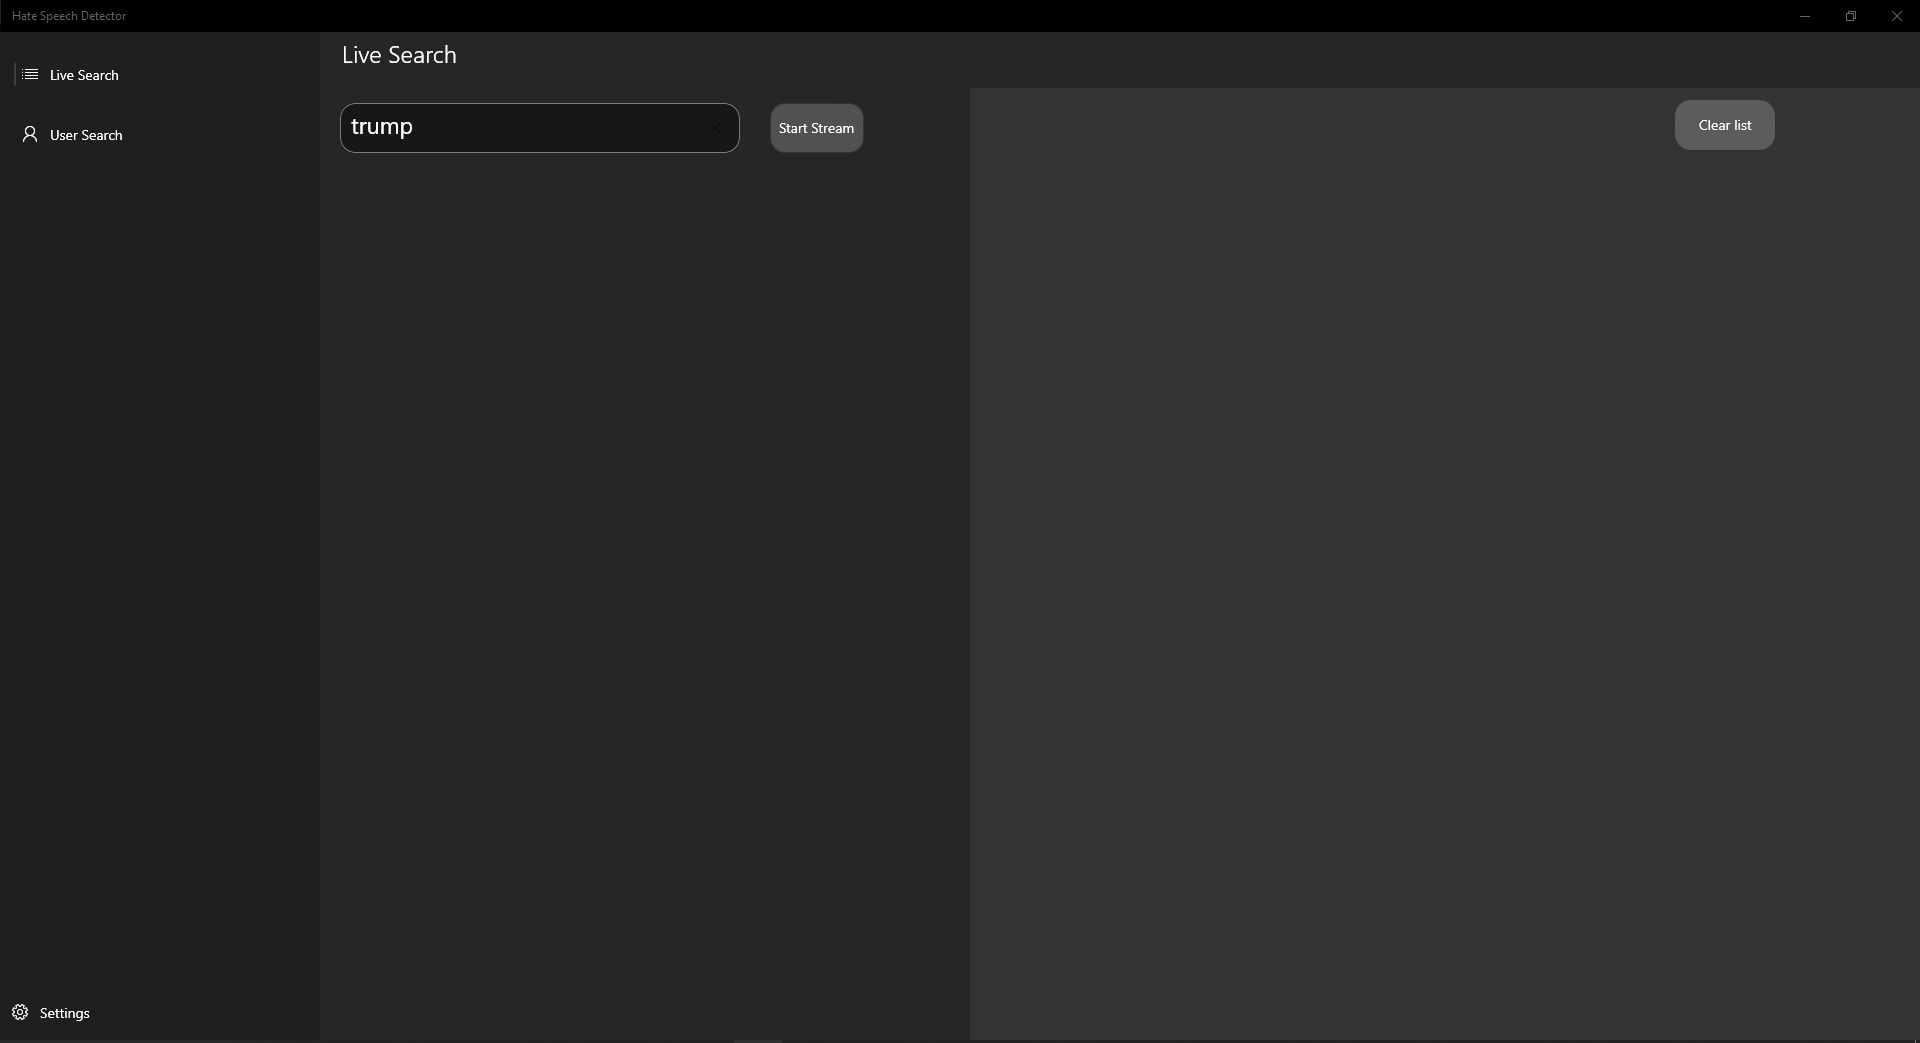 Hate Speech Detector
Live Search
User Search
Settings
Live Search
trump
Start Stream
Clear list